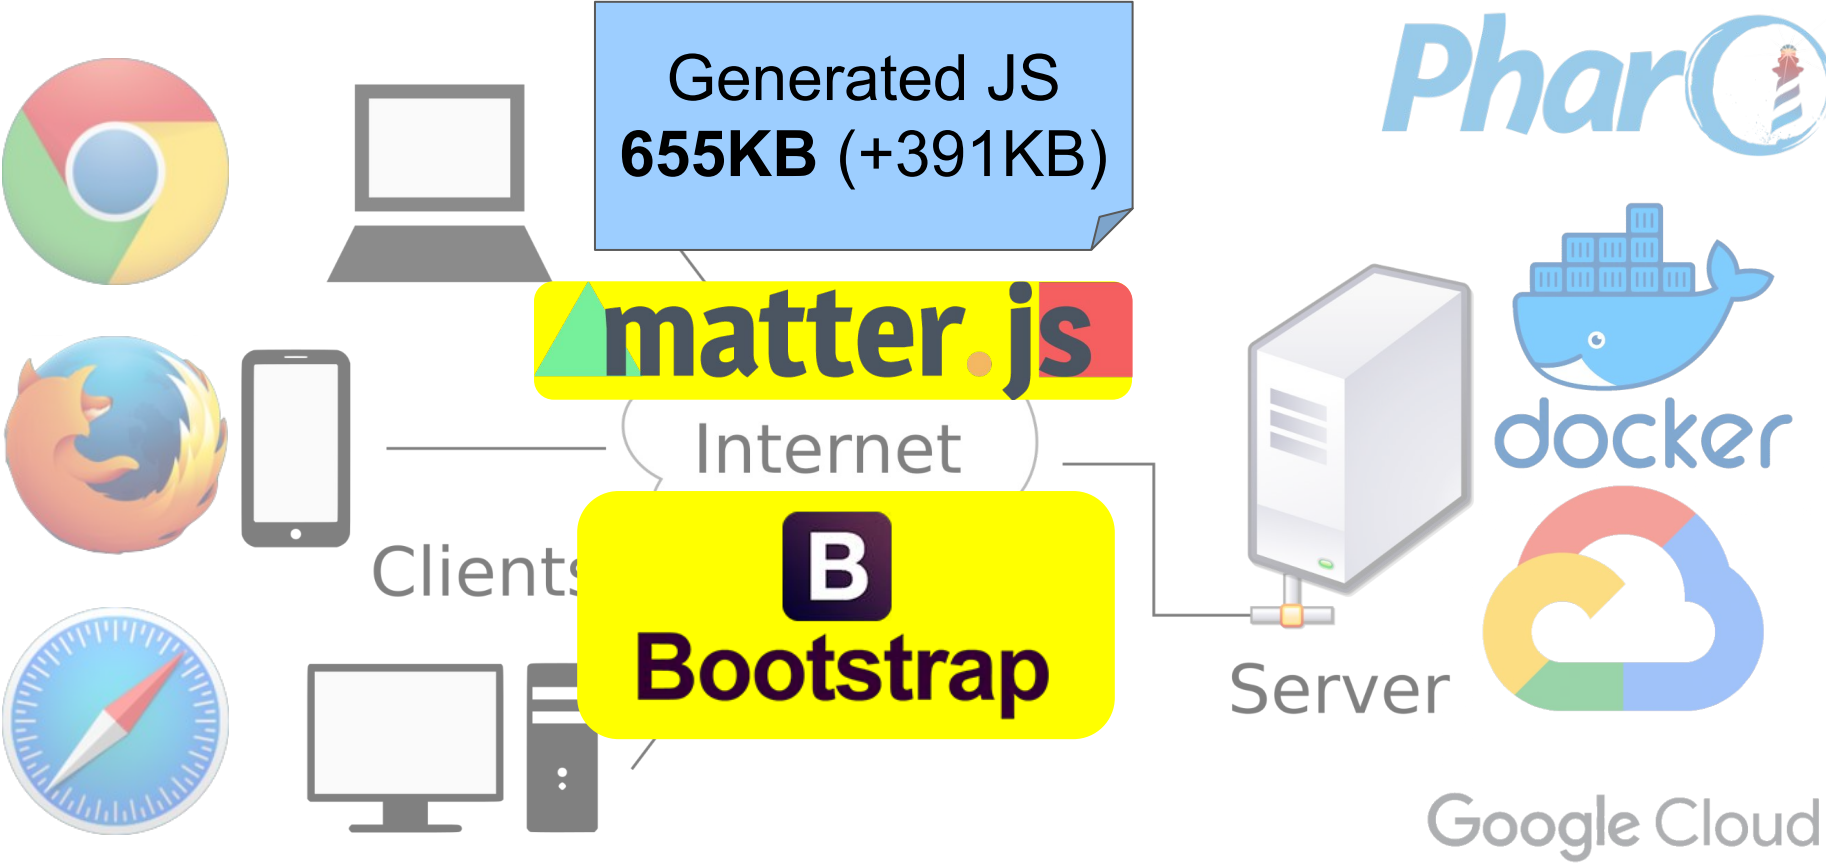 Generated JS
655KB (+391KB)
Pharo
matter.js
Internet
docker
Clients
B
Bootstrap
Server
Google Cloud